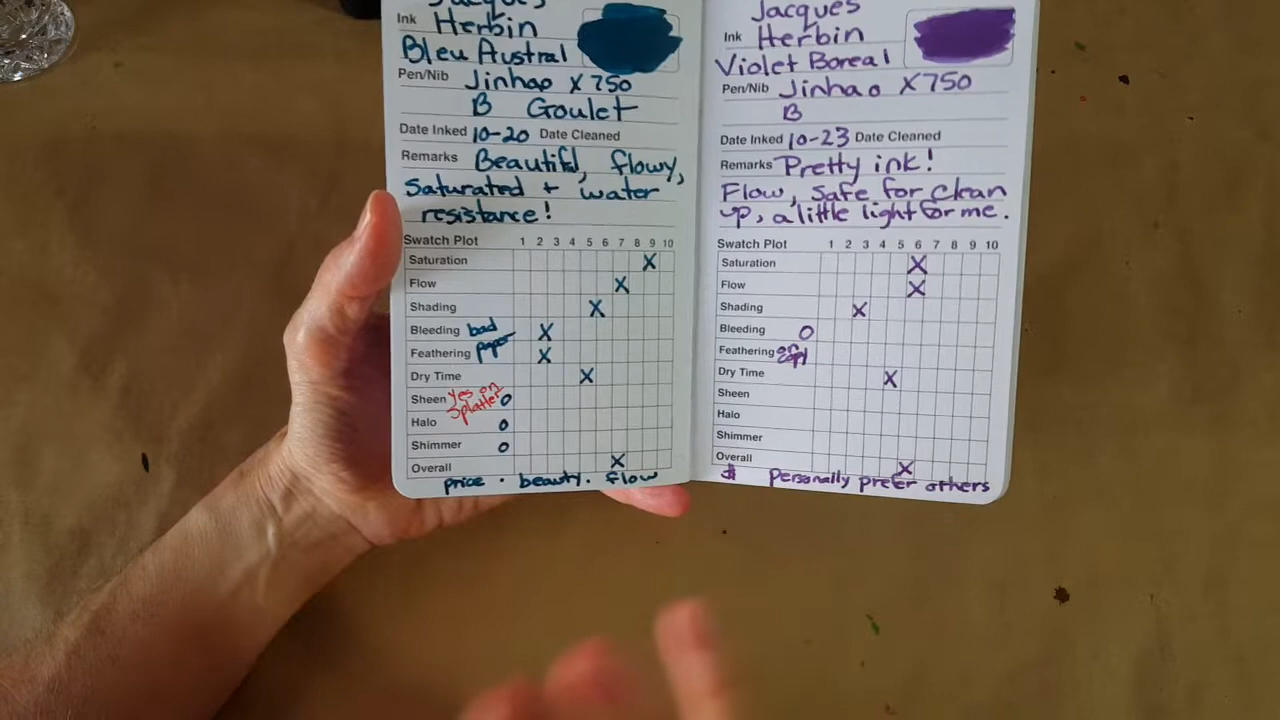 Jacques
Ink Herbin
Bleu Austral
Pen/Nib Jinhao X750
B Goulet
Date Inked 10-20 Date Cleaned
Remarks Beautiful, flowy,
Saturated + water
resistance!
Swatch Plot 1 2 3 4 5 6 7 8 9 10
Saturation X
Flow X
Shading X
Bleeding bad X
Feathering paper X
Dry Time X
Sheen yes on splatter O
Halo O
Shimmer O
Overall X
price · beauty · flow
Jacques
Ink Herbin
Violet Boreal
Pen/Nib Jinhao X750
B
Date Inked 10-23 Date Cleaned
Remarks Pretty ink!
Flow, safe for clean
up, a little light for me.
Swatch Plot 1 2 3 4 5 6 7 8 9 10
Saturation X
Flow X
Shading X
Bleeding O
Feathering on
Dry Time X
Sheen
Halo
Shimmer
Overall X
$ Personally prefer others